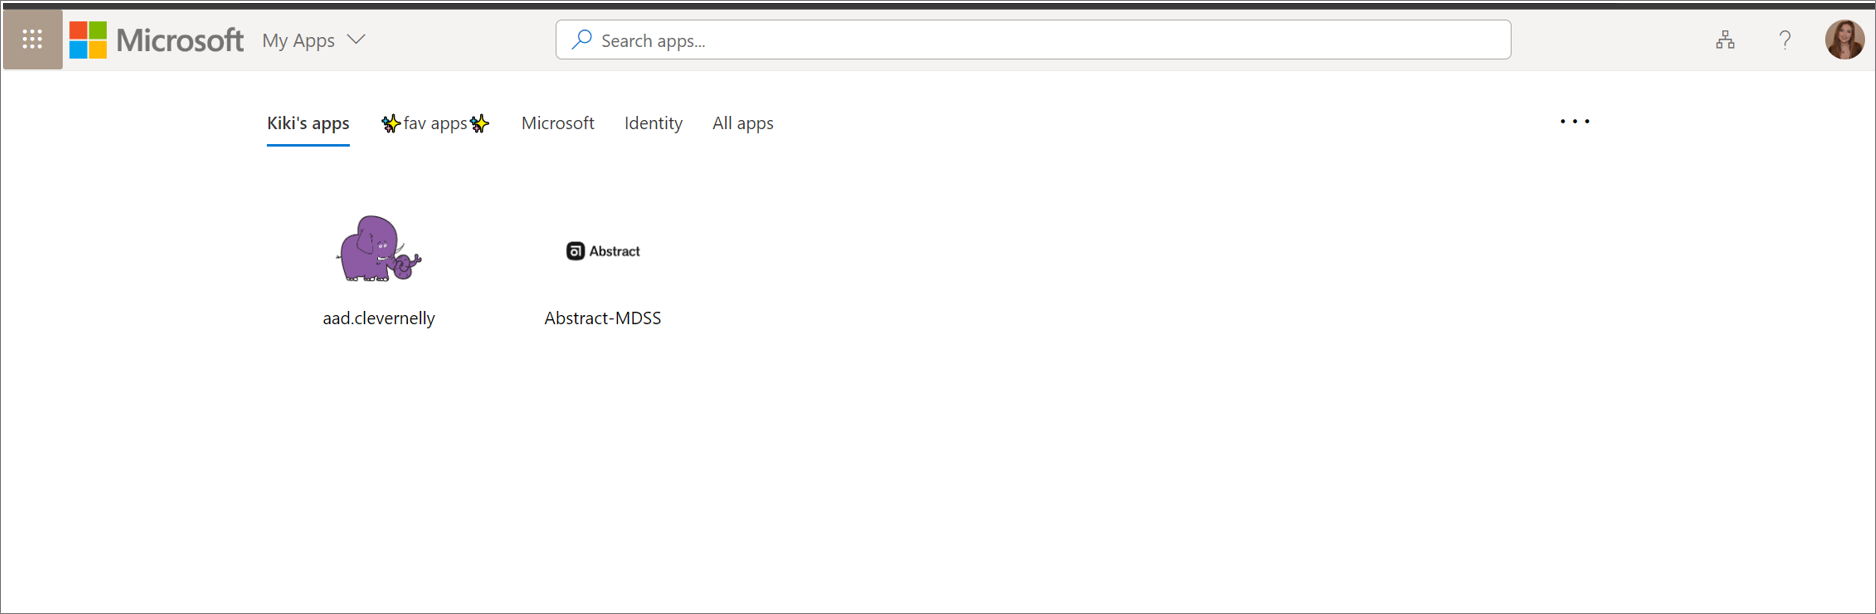 Microsoft My Apps Search apps... ?
Kiki's apps ✨fav apps✨ Microsoft Identity All apps ...
Abstract
aad.clevernelly Abstract-MDSS